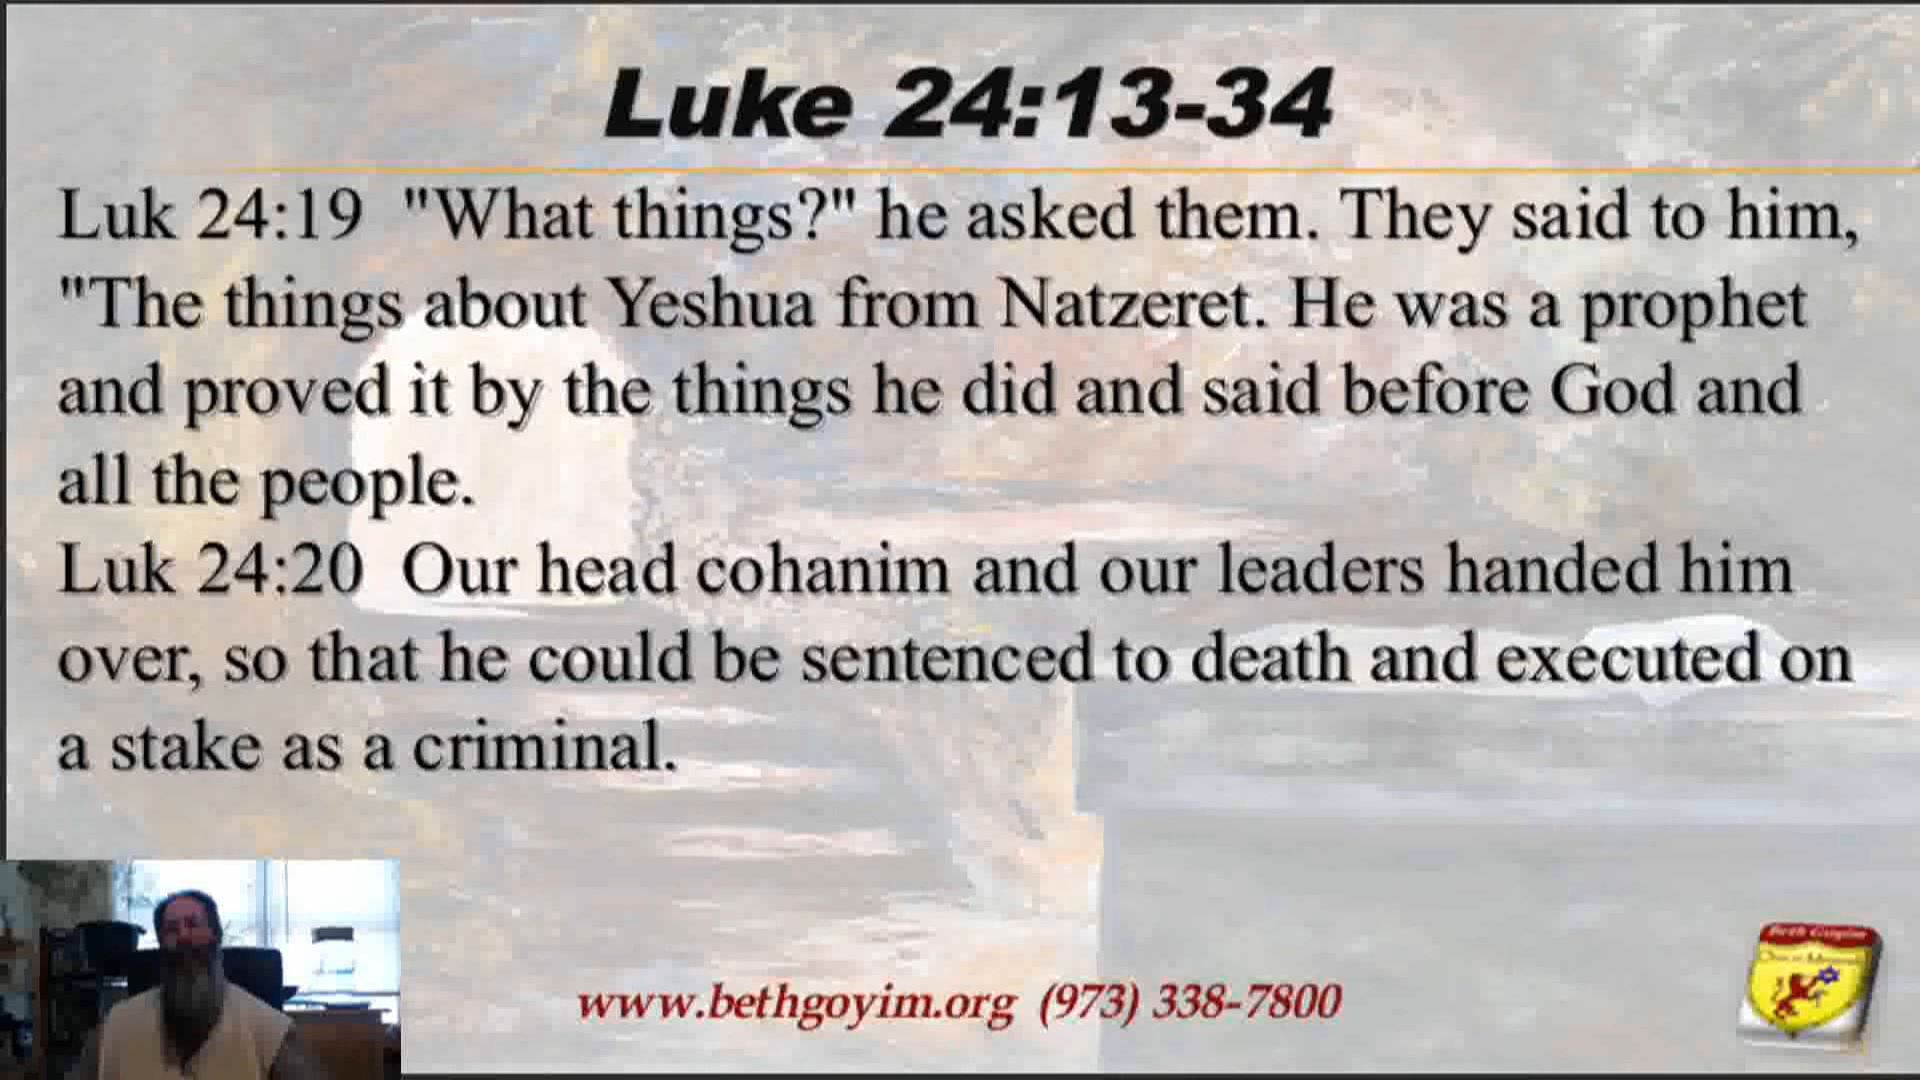 Luke 24:13-34
Luk 24:19 "What things?" he asked them. They said to him,
"The things about Yeshua from Natzeret. He was a prophet
and proved it by the things he did and said before God and
all the people.
Luk 24:20 Our head cohanim and our leaders handed him
over, so that he could be sentenced to death and executed on
a stake as a criminal.
www.bethgoyim.org (973) 338-7800
Beth Goyim